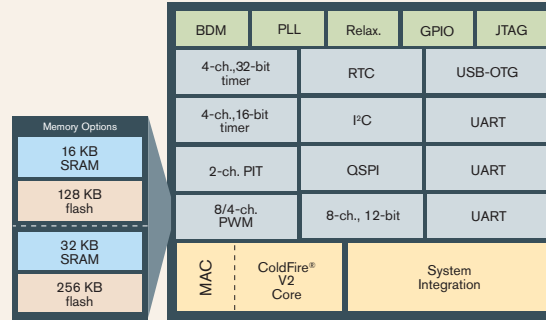 BDM
PLL
Relax.
GPIO
JTAG
4-ch.,32-bit
timer
RTC
USB-OTG
4-ch.,16-bit
timer
I²C
UART
2-ch. PIT
QSPI
UART
8/4-ch.
PWM
8-ch., 12-bit
UART
MAC
ColdFire®
V2
Core
System
Integration
Memory Options
16 KB
SRAM
128 KB
flash
32 KB
SRAM
256 KB
flash